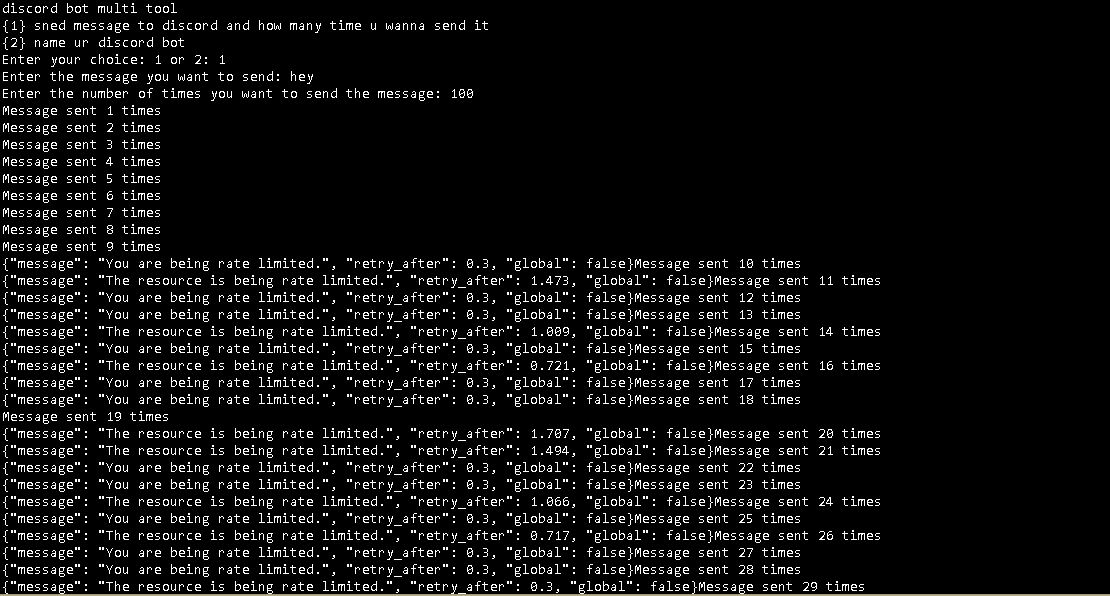 discord bot multi tool
{1} sned message to discord and how many time u wanna send it
{2} name ur discord bot
Enter your choice: 1 or 2: 1
Enter the message you want to send: hey
Enter the number of times you want to send the message: 100
Message sent 1 times
Message sent 2 times
Message sent 3 times
Message sent 4 times
Message sent 5 times
Message sent 6 times
Message sent 7 times
Message sent 8 times
Message sent 9 times
{"message": "You are being rate limited.", "retry_after": 0.3, "global": false}Message sent 10 times
{"message": "The resource is being rate limited.", "retry_after": 1.473, "global": false}Message sent 11 times
{"message": "You are being rate limited.", "retry_after": 0.3, "global": false}Message sent 12 times
{"message": "You are being rate limited.", "retry_after": 0.3, "global": false}Message sent 13 times
{"message": "The resource is being rate limited.", "retry_after": 1.009, "global": false}Message sent 14 times
{"message": "You are being rate limited.", "retry_after": 0.3, "global": false}Message sent 15 times
{"message": "The resource is being rate limited.", "retry_after": 0.721, "global": false}Message sent 16 times
{"message": "You are being rate limited.", "retry_after": 0.3, "global": false}Message sent 17 times
{"message": "You are being rate limited.", "retry_after": 0.3, "global": false}Message sent 18 times
Message sent 19 times
{"message": "The resource is being rate limited.", "retry_after": 1.707, "global": false}Message sent 20 times
{"message": "The resource is being rate limited.", "retry_after": 1.494, "global": false}Message sent 21 times
{"message": "You are being rate limited.", "retry_after": 0.3, "global": false}Message sent 22 times
{"message": "You are being rate limited.", "retry_after": 0.3, "global": false}Message sent 23 times
{"message": "The resource is being rate limited.", "retry_after": 1.066, "global": false}Message sent 24 times
{"message": "You are being rate limited.", "retry_after": 0.3, "global": false}Message sent 25 times
{"message": "The resource is being rate limited.", "retry_after": 0.717, "global": false}Message sent 26 times
{"message": "You are being rate limited.", "retry_after": 0.3, "global": false}Message sent 27 times
{"message": "You are being rate limited.", "retry_after": 0.3, "global": false}Message sent 28 times
{"message": "The resource is being rate limited.", "retry_after": 0.3, "global": false}Message sent 29 times